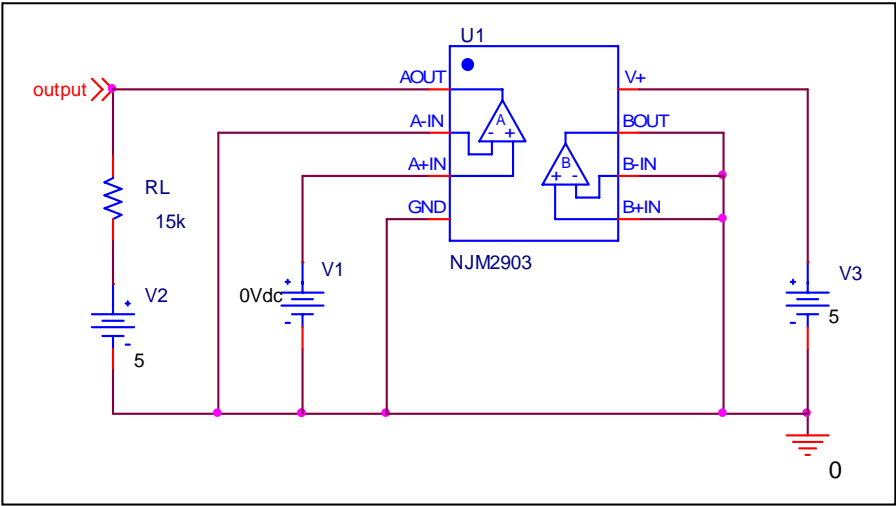 U1
output
AOUT
V+
A-IN
BOUT
A
- +
A+IN
B-IN
B
+ -
GND
B+IN
RL
15k
NJM2903
V1
+
0Vdc
-
V2
+
-
5
V3
+
-
5
0